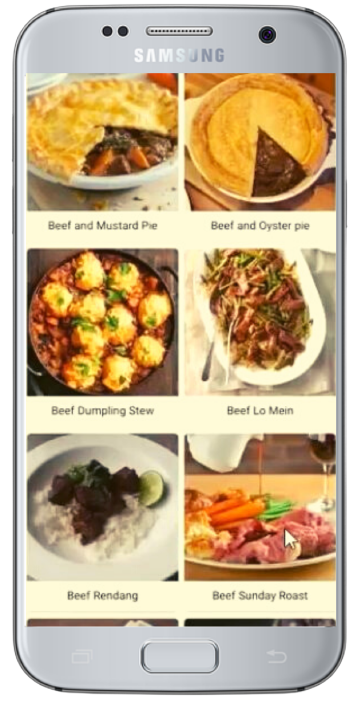 SAMSUNG
Beef and Mustard Pie
Beef and Oyster pie
Beef Dumpling Stew
Beef Lo Mein
Beef Rendang
Beef Sunday Roast